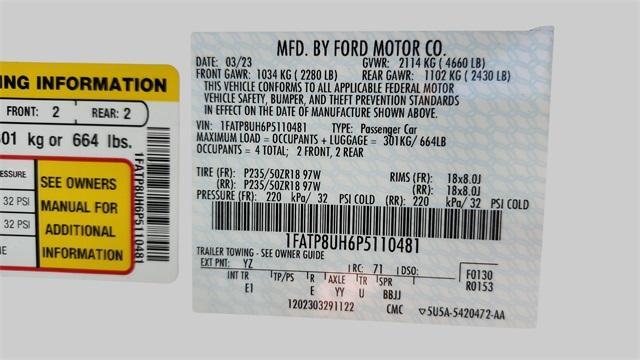 NG INFORMATION
FRONT: 2 REAR: 2
01 kg or 664 lbs.
ESSURE
32 PSI
32 PSI
NE
SEE OWNERS
MANUAL FOR
ADDITIONAL
INFORMATION
1FATP8UH6P5110481
MFD. BY FORD MOTOR CO.
DATE: 03/23 GVWR: 2114 KG ( 4660 LB)
FRONT GAWR: 1034 KG ( 2280 LB) REAR GAWR: 1102 KG ( 2430 LB)
THIS VEHICLE CONFORMS TO ALL APPLICABLE FEDERAL MOTOR
VEHICLE SAFETY, BUMPER, AND THEFT PREVENTION STANDARDS
IN EFFECT ON THE DATE OF MANUFACTURE SHOWN ABOVE.
VIN: 1FATP8UH6P5110481 TYPE: Passenger Car
MAXIMUM LOAD = OCCUPANTS + LUGGAGE = 301KG/ 664LB
OCCUPANTS = 4 TOTAL; 2 FRONT, 2 REAR
TIRE (FR): P235/50ZR18 97W RIMS (FR): 18x8.0J
(RR): P235/50ZR18 97W (RR): 18x8.0J
PRESSURE (FR): 220 kPa/ 32 PSI COLD (RR): 220 kPa/ 32 PSI COLD
1FATP8UH6P5110481
TRAILER TOWING - SEE OWNER GUIDE
EXT PNT: YZ RC: 71 DSO: F0130
INT TR TP/PS R AXLE TR SPR R0153
EI E YY U BBJJ
1202303291122 CMC ▽5U5A-5420472-AA